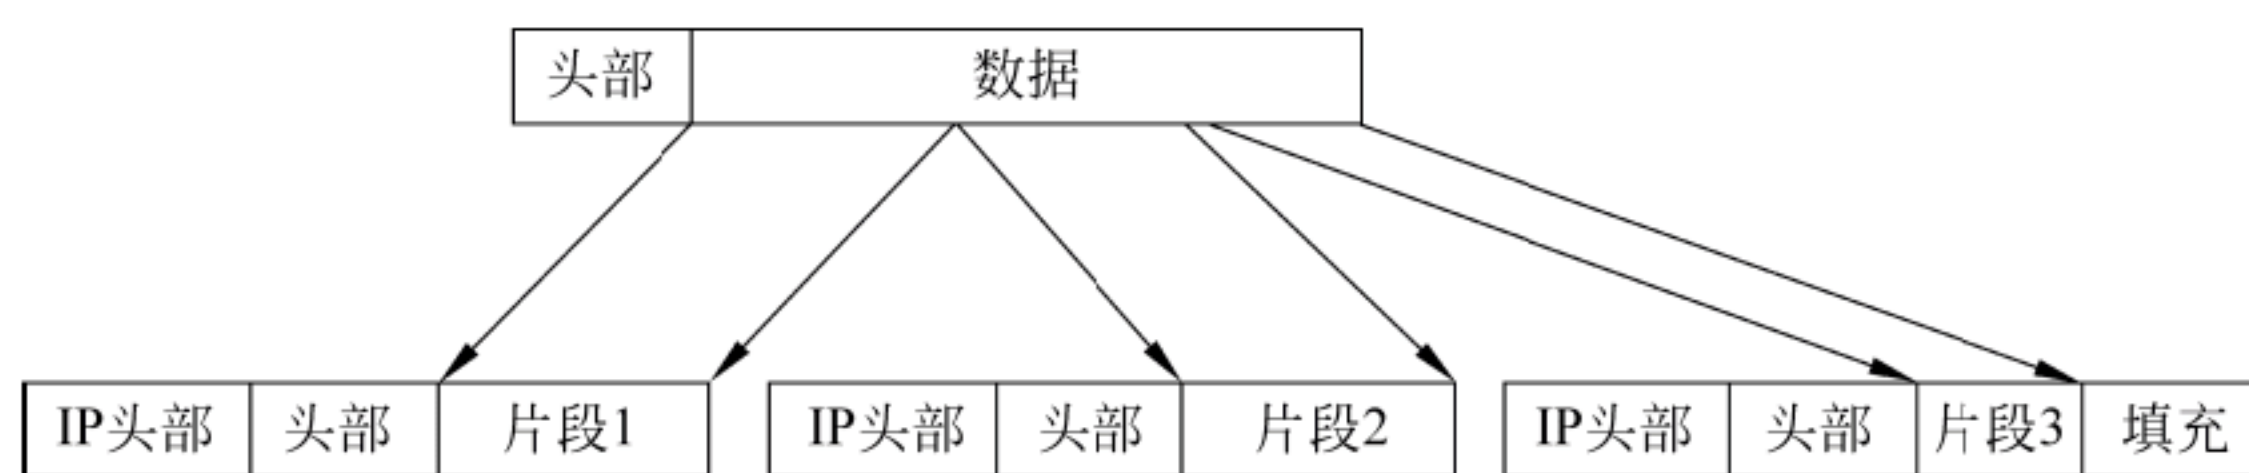 头部 数据
IP头部 头部 片段1 IP头部 头部 片段2 IP头部 头部 片段3 填充